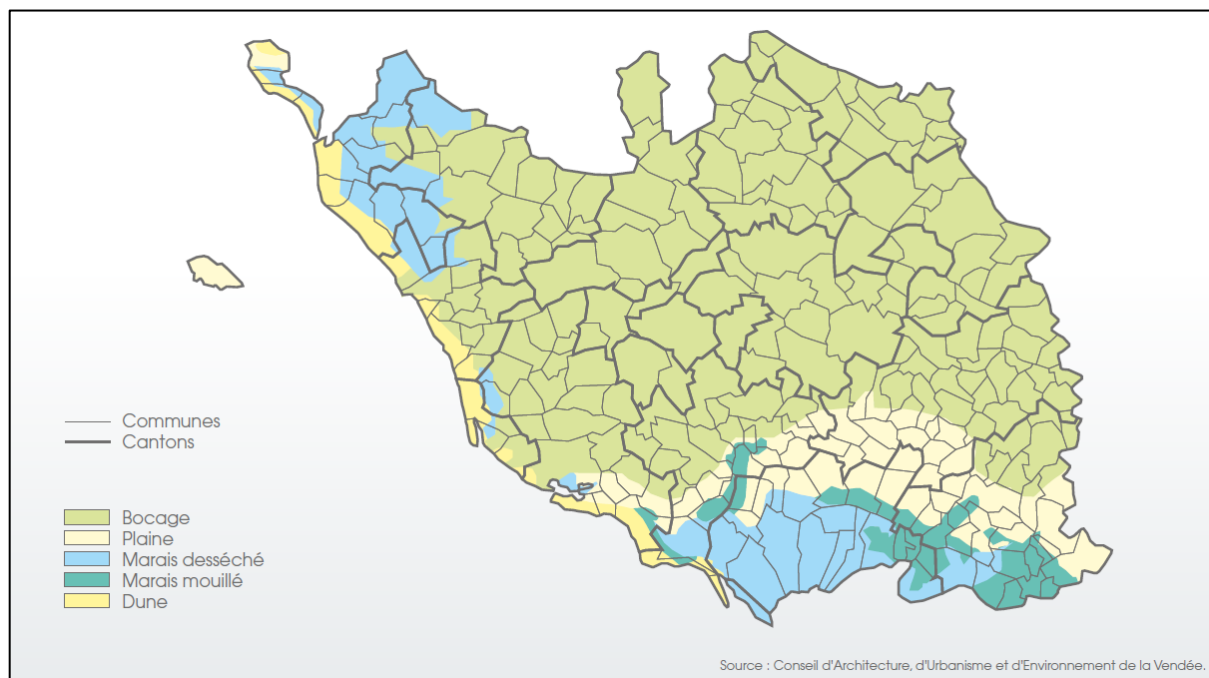 Communes
Cantons
Bocage
Plaine
Marais desséché
Marais mouillé
Dune
Source : Conseil d'Architecture, d'Urbanisme et d'Environnement de la Vendée.